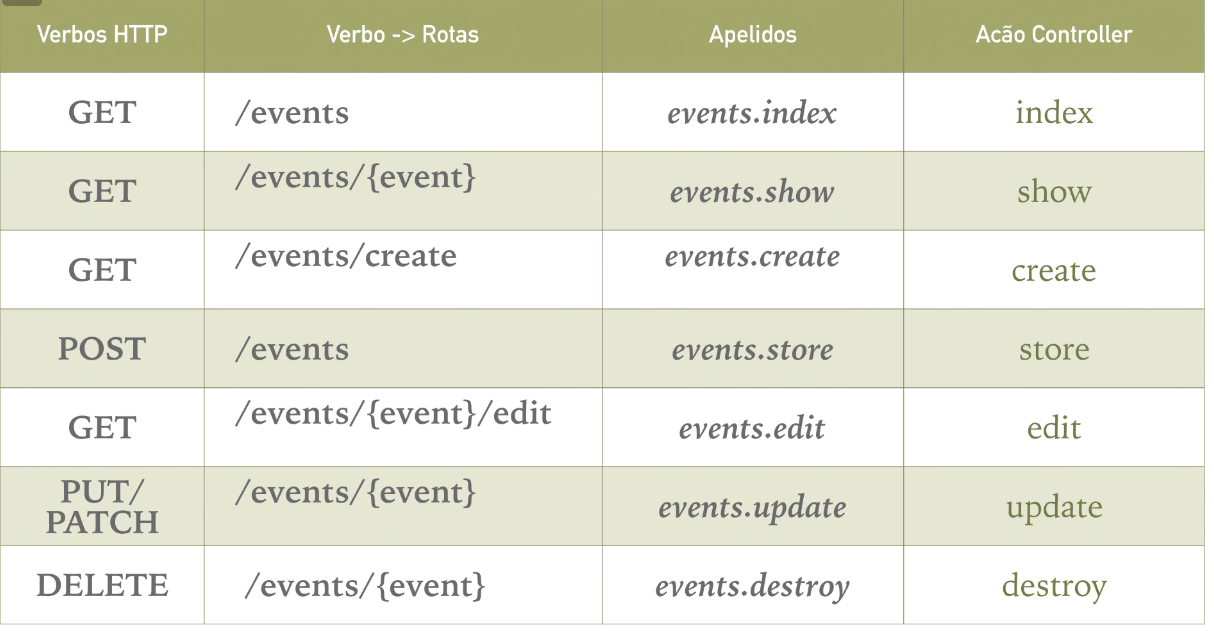 Verbos HTTP Verbo -> Rotas Apelidos Acão Controller
GET /events events.index index
GET /events/{event} events.show show
GET /events/create events.create create
POST /events events.store store
GET /events/{event}/edit events.edit edit
PUT/
PATCH /events/{event} events.update update
DELETE /events/{event} events.destroy destroy